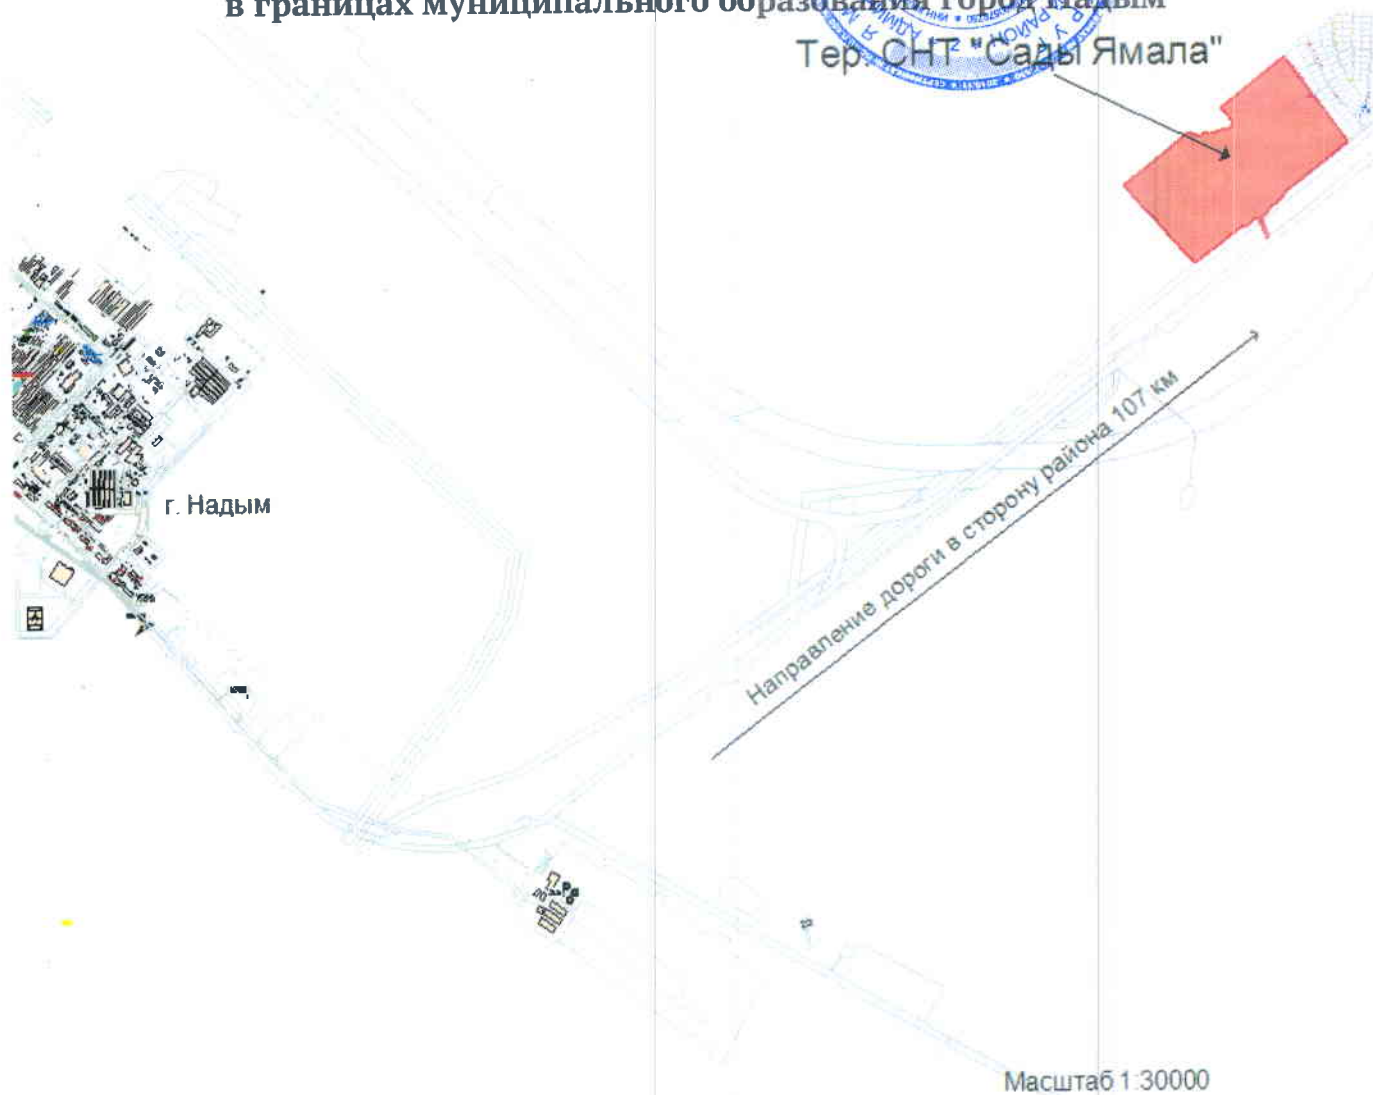 в границах муниципального образования город Надым
Тер. СНТ "Сады Ямала"
Направление дороги в сторону района 107 км
г. Надым
Масштаб 1:30000